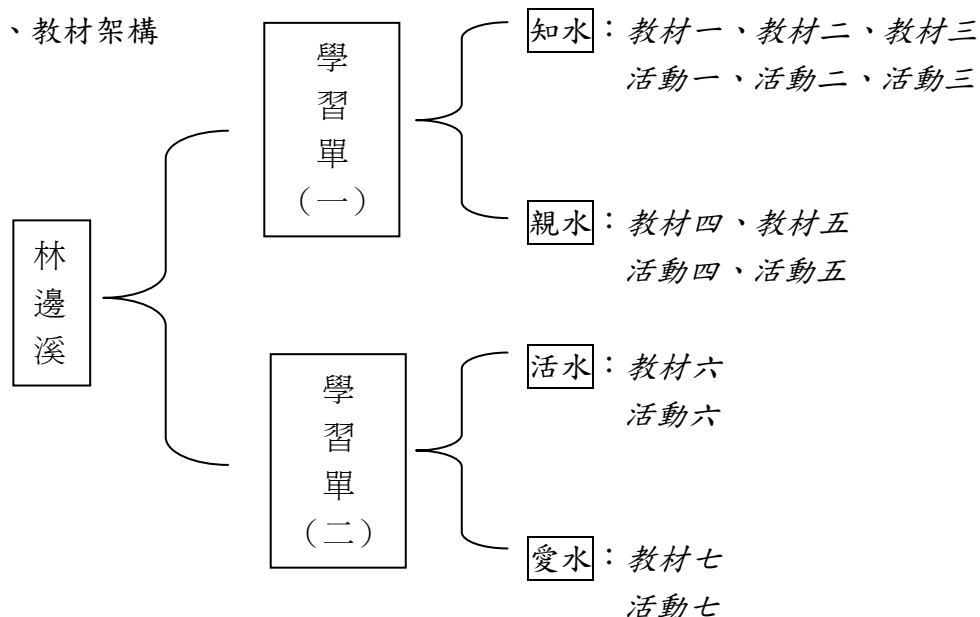 、教材架構
林邊溪
學習單(一)
知水：教材一、教材二、教材三
活動一、活動二、活動三
親水：教材四、教材五
活動四、活動五
學習單(二)
活水：教材六
活動六
愛水：教材七
活動七